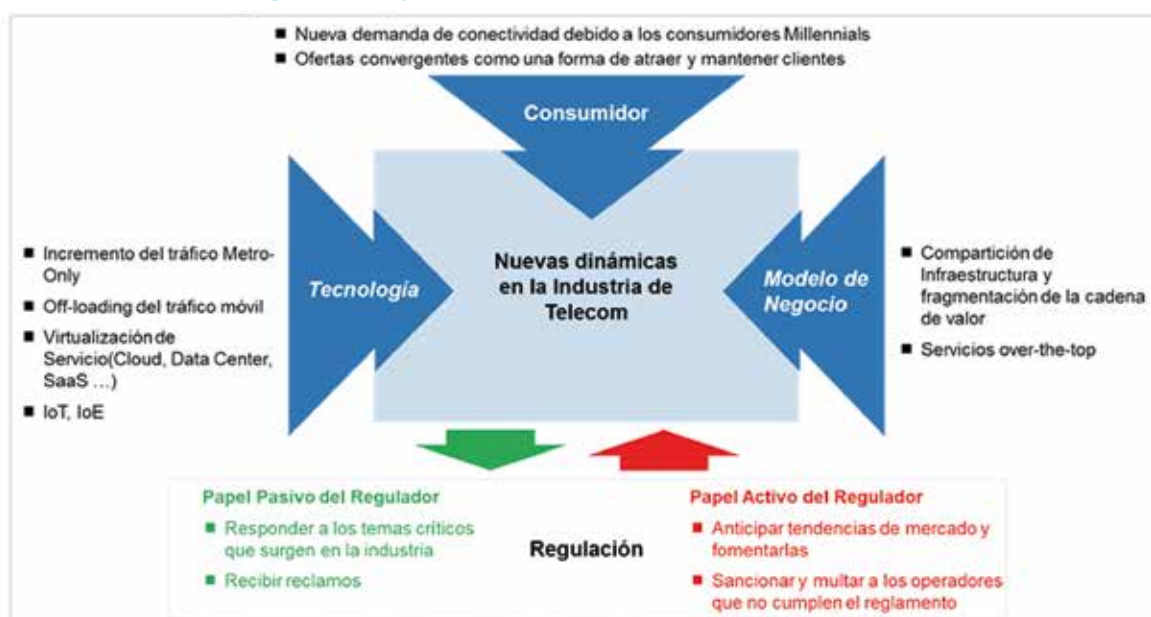 Nueva demanda de conectividad debido a los consumidores Millennials
Ofertas convergentes como una forma de atraer y mantener clientes
Consumidor
Incremento del tráfico Metro-
Only
Off-loading del tráfico móvil
Virtualización de
Servicio(Cloud, Data Center,
SaaS ...)
IoT, IoE
Tecnología
Nuevas dinámicas
en la Industria de
Telecom
Modelo de
Negocio
Compartición de
Infraestructura y
fragmentación de la cadena
de valor
Servicios over-the-top
Papel Pasivo del Regulador
Responder a los temas críticos
que surgen en la industria
Recibir reclamos
Regulación
Papel Activo del Regulador
Anticipar tendencias de mercado y
fomentarlas
Sancionar y multar a los operadores
que no cumplen el reglamento